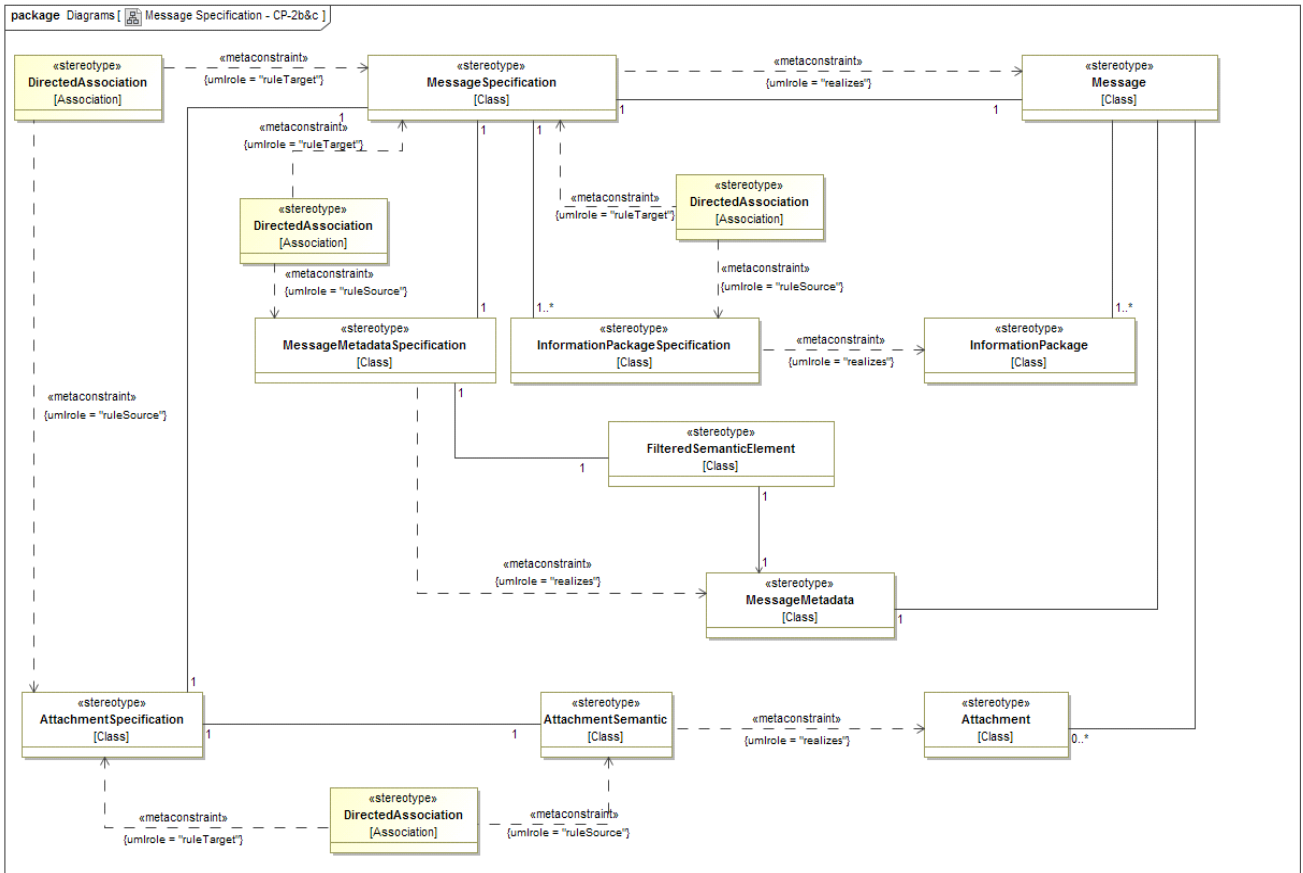 package Diagrams [ Message Specification - CP-2b&c ]
«stereotype»
DirectedAssociation
[Association]
«metaconstraint»
{umlrole = "ruleTarget"}
«stereotype»
MessageSpecification
[Class]
«metaconstraint»
{umlrole = "realizes"}
«stereotype»
Message
[Class]
1
1
1
1
1
«metaconstraint»
{umlrole = "ruleTarget"}
«stereotype»
DirectedAssociation
[Association]
«metaconstraint»
{umlrole = "ruleTarget"}
«stereotype»
DirectedAssociation
[Association]
«metaconstraint»
{umlrole = "ruleSource"}
«metaconstraint»
{umlrole = "ruleSource"}
1
1..*
1..*
«stereotype»
MessageMetadataSpecification
[Class]
«stereotype»
InformationPackageSpecification
[Class]
«metaconstraint»
{umlrole = "realizes"}
«stereotype»
InformationPackage
[Class]
1
«metaconstraint»
{umlrole = "ruleSource"}
«stereotype»
FilteredSemanticElement
[Class]
1
1
«metaconstraint»
{umlrole = "realizes"}
1
«stereotype»
MessageMetadata
[Class]
1
1
«stereotype»
AttachmentSpecification
[Class]
1
1
«stereotype»
AttachmentSemantic
[Class]
«metaconstraint»
{umlrole = "realizes"}
«stereotype»
Attachment
[Class]
0..*
«metaconstraint»
{umlrole = "ruleTarget"}
«stereotype»
DirectedAssociation
[Association]
«metaconstraint»
{umlrole = "ruleSource"}